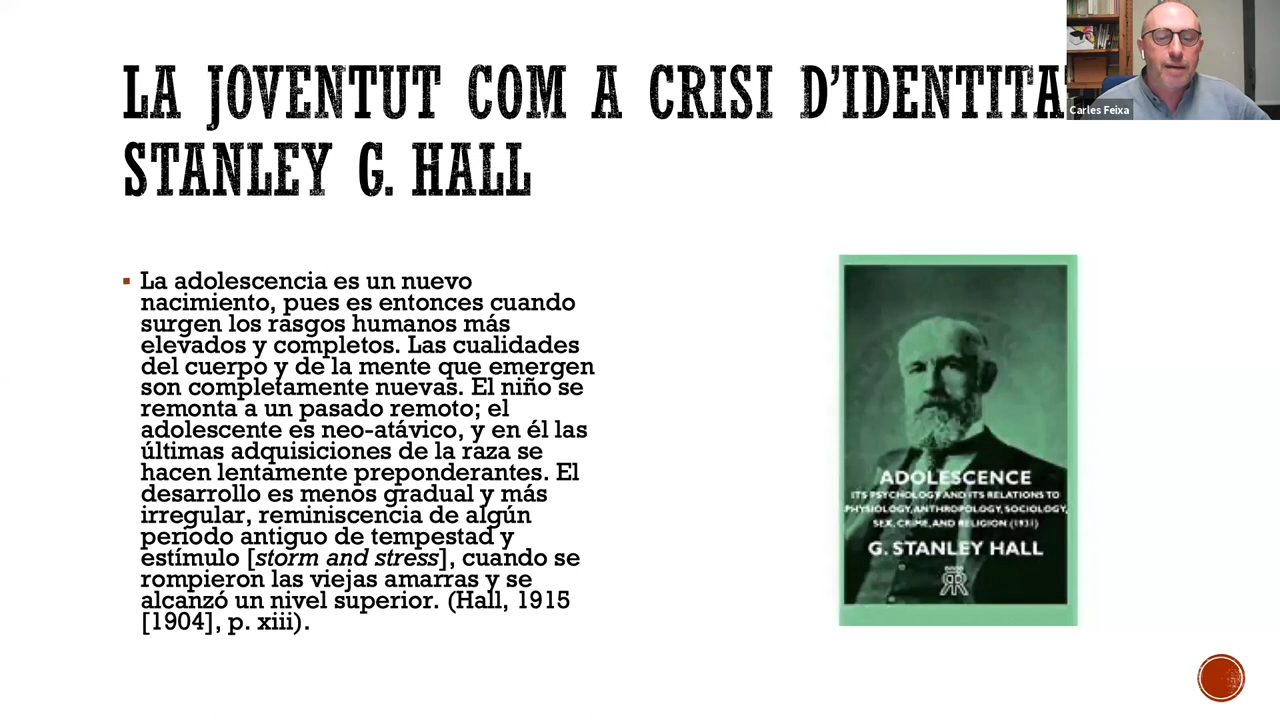 LA JOVENTUT COM A CRISI D'IDENTITA
STANLEY G. HALL
Carles Feixa
▪ La adolescencia es un nuevo
nacimiento, pues es entonces cuando
surgen los rasgos humanos más
elevados y completos. Las cualidades
del cuerpo y de la mente que emergen
son completamente nuevas. El niño se
remonta a un pasado remoto; el
adolescente es neo-atávico, y en él las
últimas adquisiciones de la raza se
hacen lentamente preponderantes. El
desarrollo es menos gradual y más
irregular, reminiscencia de algún
período antiguo de tempestad y
estímulo [storm and stress], cuando se
rompieron las viejas amarras y se
alcanzó un nivel superior. (Hall, 1915
[1904], p. xiii).
ADOLESCENCE
ITS PSYCHOLOGY AND ITS RELATIONS TO
PHYSIOLOGY, ANTHROPOLOGY, SOCIOLOGY,
SEX, CRIME, AND RELIGION (1931)
G. STANLEY HALL